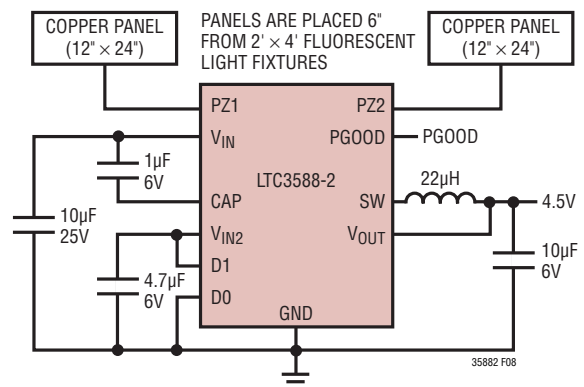 COPPER PANEL
(12" × 24")
PANELS ARE PLACED 6"
FROM 2' × 4' FLUORESCENT
LIGHT FIXTURES
COPPER PANEL
(12" × 24")
PZ1
PZ2
VIN
PGOOD
PGOOD
1µF
6V
LTC3588-2
22µH
CAP
SW
4.5V
10µF
25V
VIN2
VOUT
4.7µF
6V
D1
10µF
6V
D0
GND
35882 F08